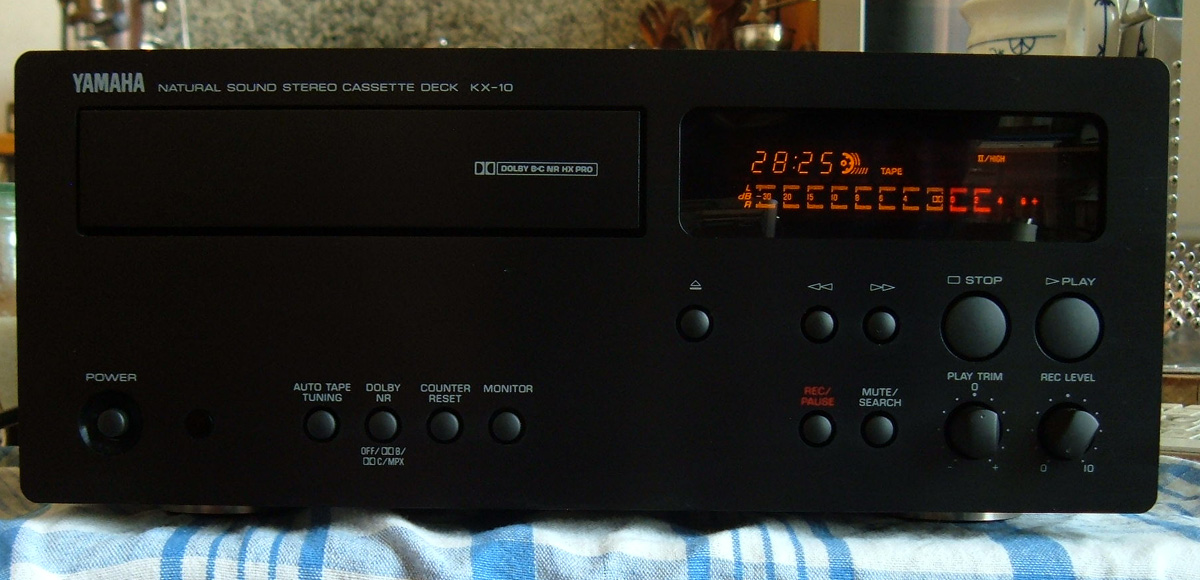 YAMAHA NATURAL SOUND STEREO CASSETTE DECK KX-10
DOLBY B-C NR HX PRO
28:25 TAPE II/HIGH
L
dB -30 20 15 10 8 6 4 0 2 4 6 +
R
STOP PLAY
POWER
AUTO TAPE
TUNING
DOLBY
NR
COUNTER
RESET
MONITOR
OFF/ B/
C/MPX
REC/
PAUSE
MUTE/
SEARCH
PLAY TRIM
0
- +
REC LEVEL
0 10